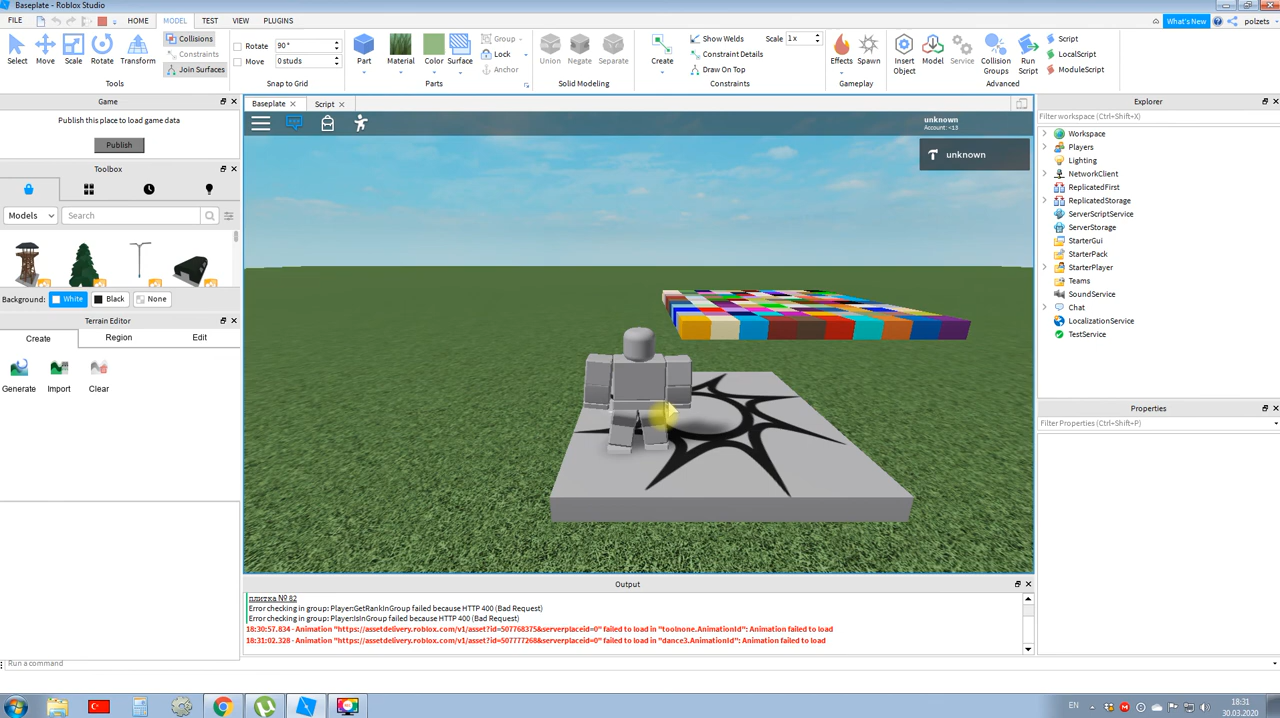 Baseplate - Roblox Studio
FILE HOME MODEL TEST VIEW PLUGINS What's New polzets
Select Move Scale Rotate Transform
Collisions
Constraints
Join Surfaces
Tools
Rotate 90°
Move 0 studs
Snap to Grid
Part Material Color Surface
Group
Lock
Anchor
Parts
Union Negate Separate
Solid Modeling
Create
Show Welds
Constraint Details
Draw On Top
Scale 1 x
Constraints
Effects Spawn
Gameplay
Insert Object
Model
Service
Collision Groups
Run Script
Script
LocalScript
ModuleScript
Advanced
Game
Publish this place to load game data
Publish
Toolbox
Models Search
Background: White Black None
Terrain Editor
Create Region Edit
Generate Import Clear
Baseplate Script
unknown
Account: <13
unknown
Explorer
Filter workspace (Ctrl+Shift+X)
Workspace
Players
Lighting
NetworkClient
ReplicatedFirst
ReplicatedStorage
ServerScriptService
ServerStorage
StarterGui
StarterPack
StarterPlayer
Teams
SoundService
Chat
LocalizationService
TestService
Properties
Filter Properties (Ctrl+Shift+P)
Output
плитка № 82
Error checking in group: Player:GetRankInGroup failed because HTTP 400 (Bad Request)
Error checking in group: Player:IsInGroup failed because HTTP 400 (Bad Request)
18:30:57.834 - Animation "https://assetdelivery.roblox.com/v1/asset?id=507768375&serverplaceid=0" failed to load in "toolnone.AnimationId": Animation failed to load
18:31:02.328 - Animation "https://assetdelivery.roblox.com/v1/asset?id=507777268&serverplaceid=0" failed to load in "dance3.AnimationId": Animation failed to load
Run a command
EN 18:31
30.03.2020